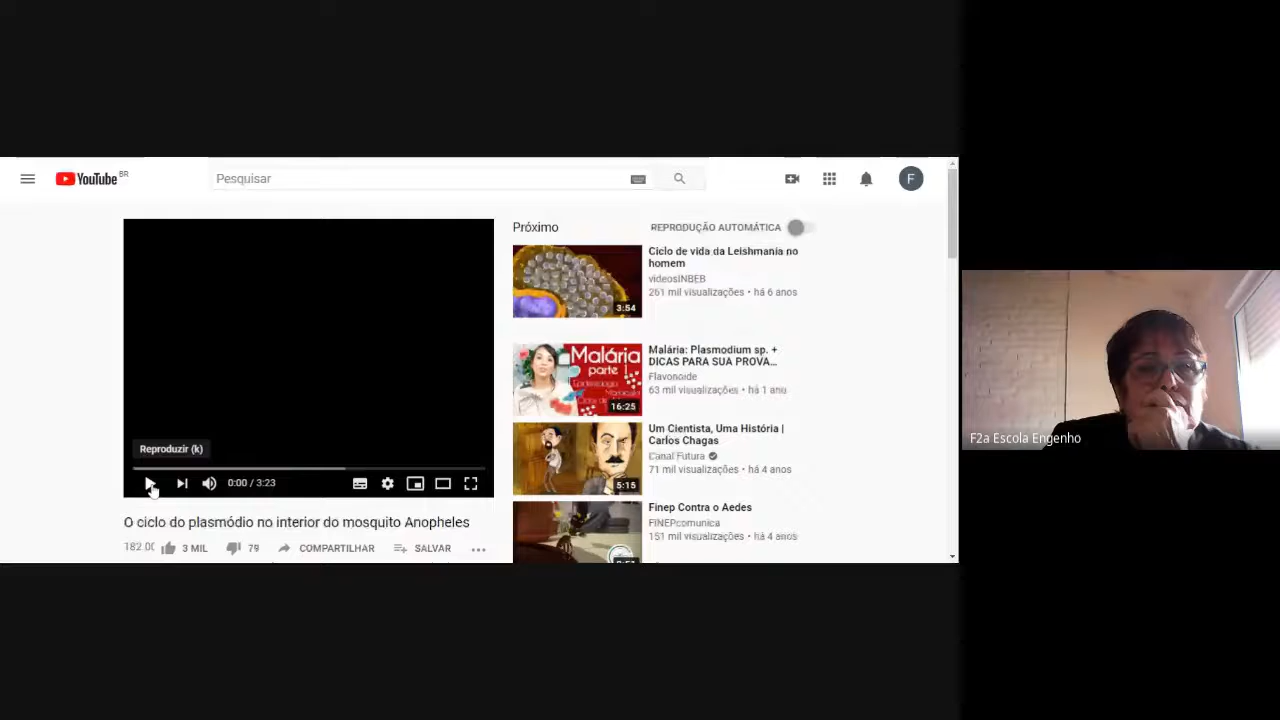 YouTube BR
Pesquisar
F
Próximo
REPRODUÇÃO AUTOMÁTICA
Ciclo de vida da Leishmania no
homem
videosINBEB
261 mil visualizações • há 6 anos
3:54
Malária: Plasmodium sp. +
DICAS PARA SUA PROVA...
Flavonoide
63 mil visualizações • há 1 ano
Malária
parte 1
16:25
Um Cientista, Uma História |
Carlos Chagas
Canal Futura
71 mil visualizações • há 4 anos
5:15
Finep Contra o Aedes
FINEPcomunica
151 mil visualizações • há 4 anos
Reproduzir (k)
0:00 / 3:23
O ciclo do plasmódio no interior do mosquito Anopheles
3 MIL
79
COMPARTILHAR
SALVAR
F2a Escola Engenho